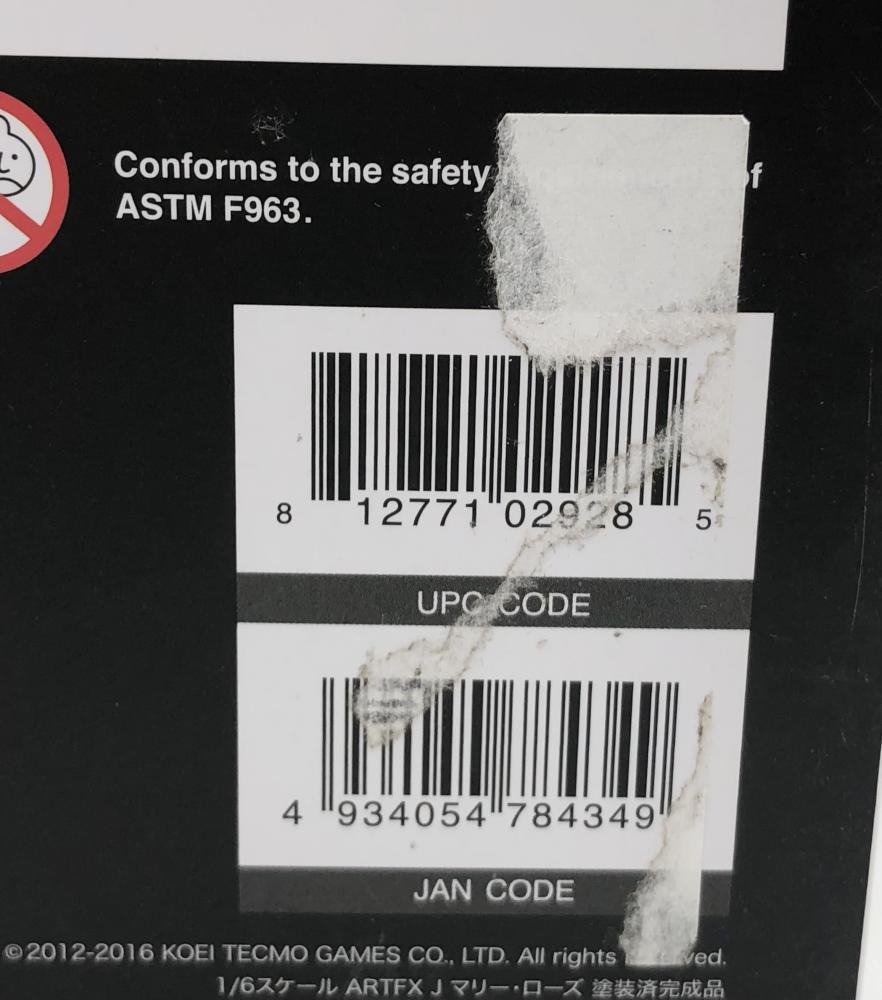 Conforms to the safety of
ASTM F963.
8 12771 02928 5
UPC CODE
4 934054 784349
JAN CODE
©2012-2016 KOEI TECMO GAMES CO., LTD. All rights
1/6スケール ARTFX J マリー・ローズ 塗装済完成品